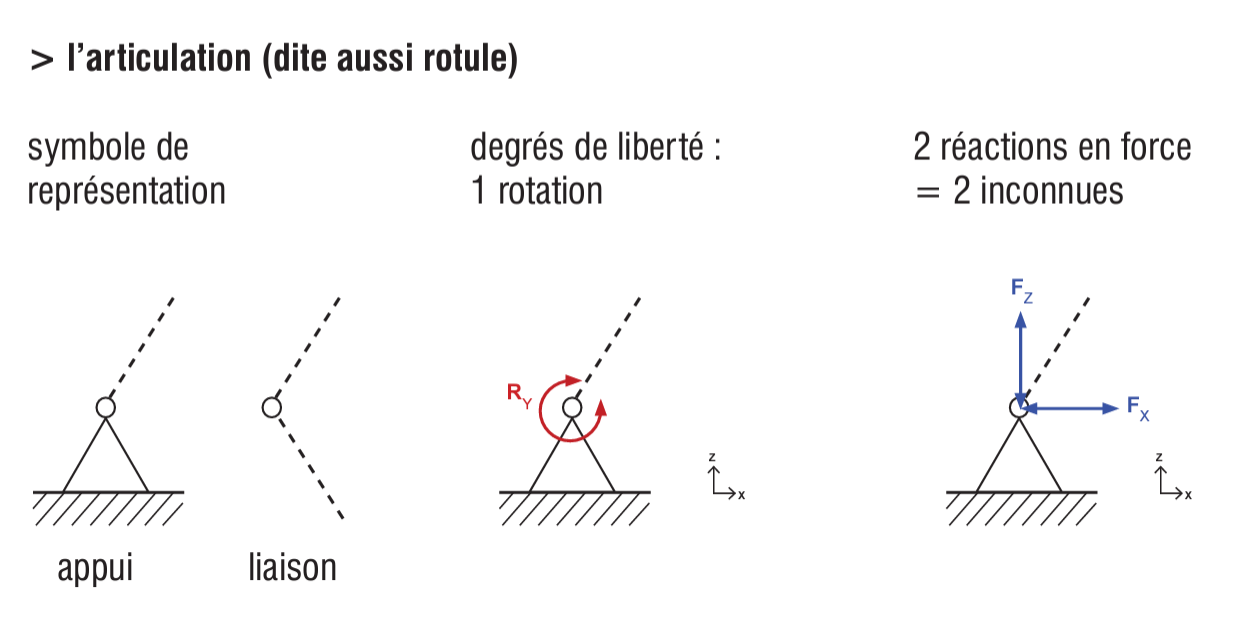 > l'articulation (dite aussi rotule)
symbole de
représentation
degrés de liberté :
1 rotation
2 réactions en force
= 2 inconnues
appui
liaison
RY
z
x
FZ
FX
z
x